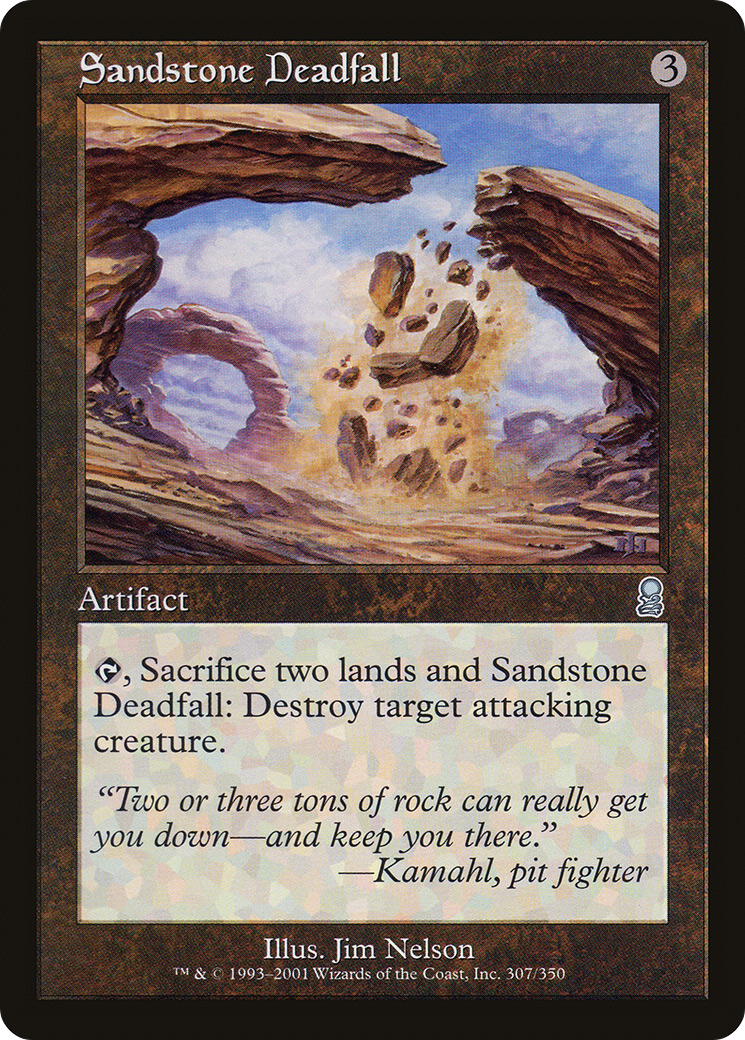 Sandstone Deadfall
3
Artifact
, Sacrifice two lands and Sandstone
Deadfall: Destroy target attacking
creature.
“Two or three tons of rock can really get
you down—and keep you there.”
—Kamahl, pit fighter
Illus. Jim Nelson
™ & © 1993–2001 Wizards of the Coast, Inc. 307/350